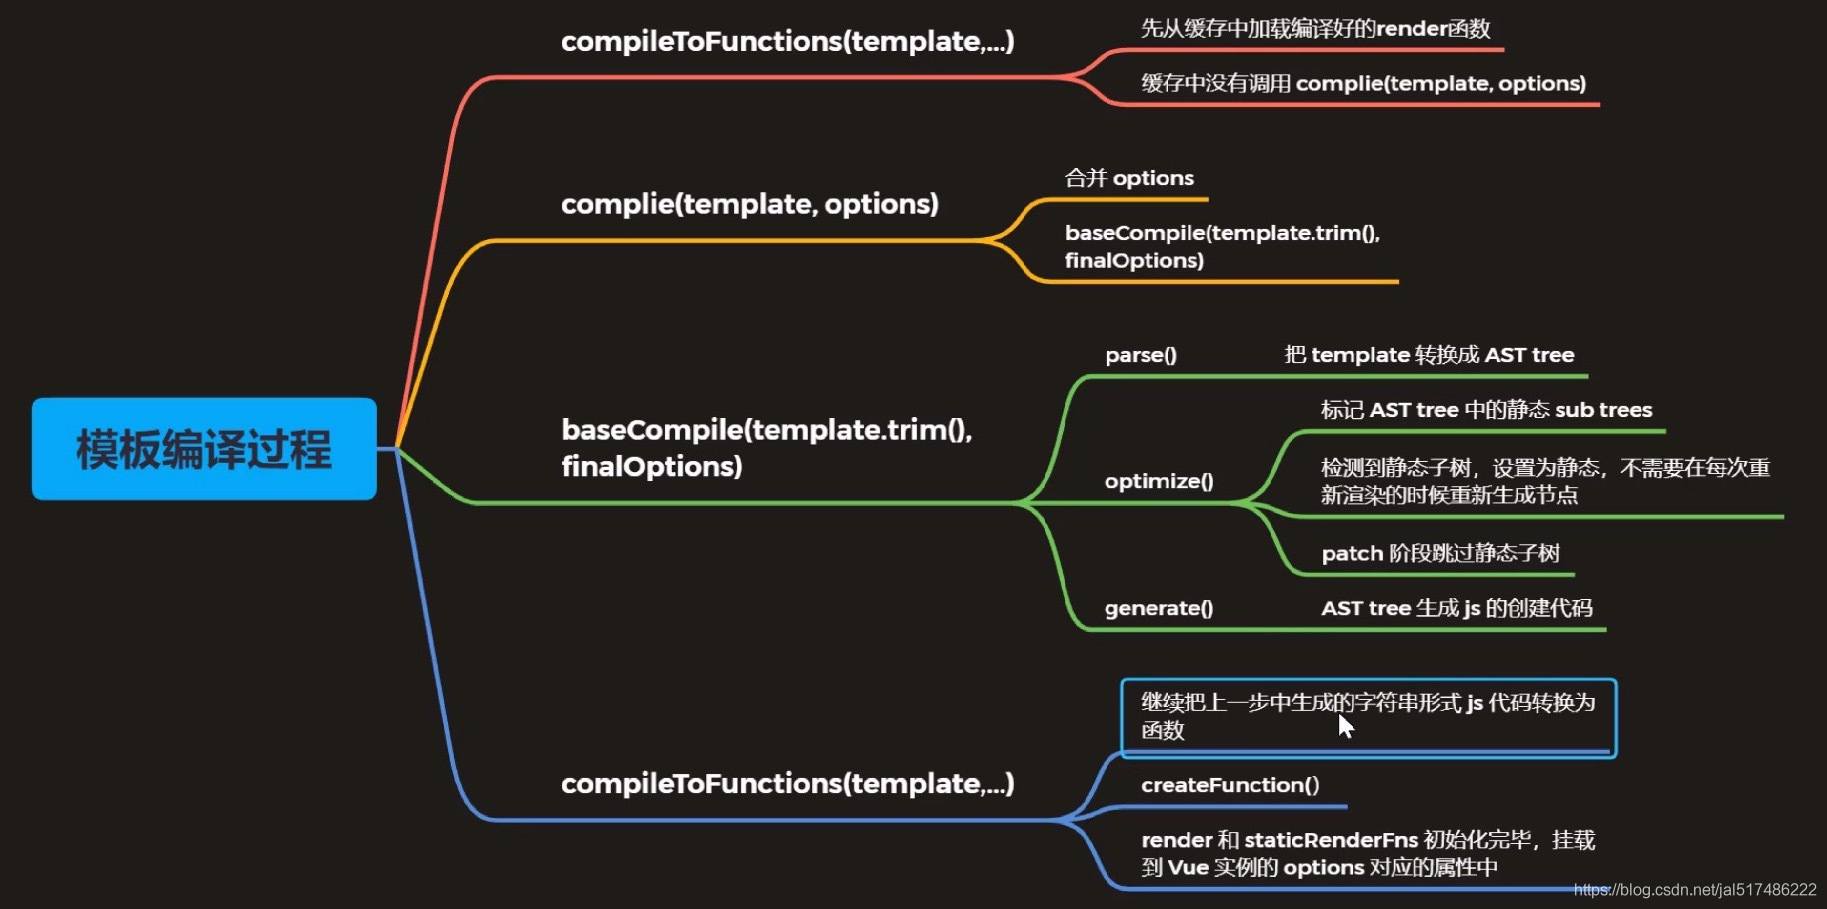 模板编译过程
compileToFunctions(template,...)
先从缓存中加载编译好的render函数
缓存中没有调用 complie(template, options)
complie(template, options)
合并 options
baseCompile(template.trim(),
finalOptions)
baseCompile(template.trim(),
finalOptions)
parse()
把 template 转换成 AST tree
optimize()
标记 AST tree 中的静态 sub trees
检测到静态子树，设置为静态，不需要在每次重
新渲染的时候重新生成节点
patch 阶段跳过静态子树
generate()
AST tree 生成 js 的创建代码
compileToFunctions(template,...)
继续把上一步中生成的字符串形式 js 代码转换为
函数
createFunction()
render 和 staticRenderFns 初始化完毕，挂载
到 Vue 实例的 options 对应的属性中
https://blog.csdn.net/jal517486222